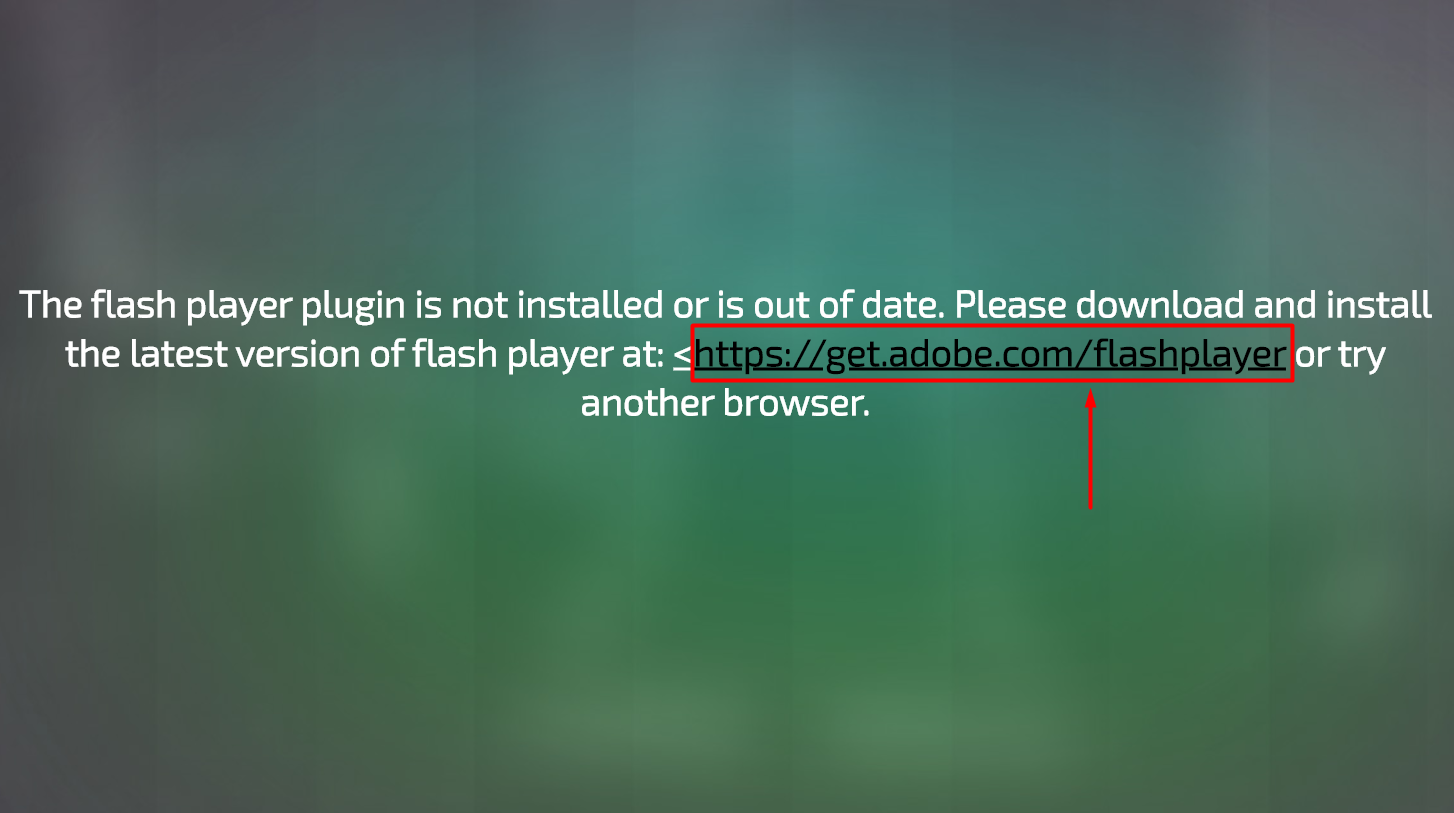 The flash player plugin is not installed or is out of date. Please download and install
the latest version of flash player at: <https://get.adobe.com/flashplayer or try
another browser.